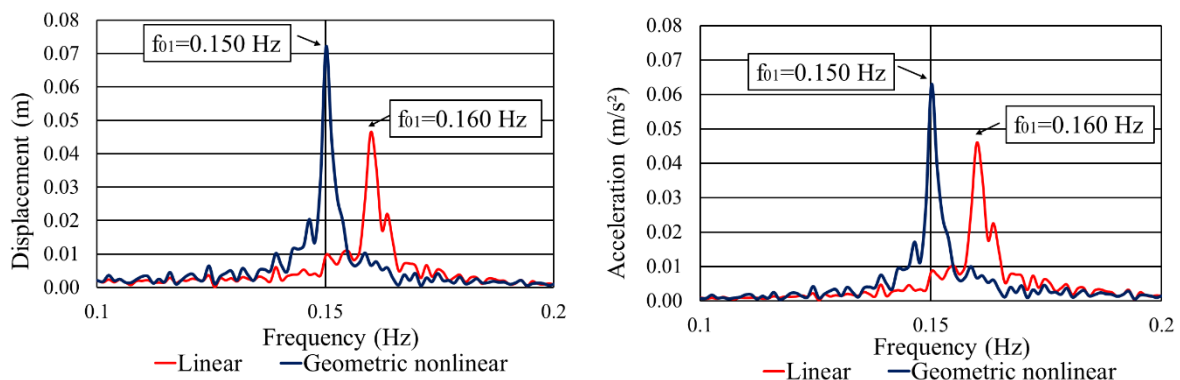 0.08
0.07
0.06
0.05
0.04
0.03
0.02
0.01
0.00
Displacement (m)
f01=0.150 Hz
f01=0.160 Hz
0.1
0.15
0.2
Frequency (Hz)
Linear
Geometric nonlinear
0.08
0.07
0.06
0.05
0.04
0.03
0.02
0.01
0.00
Acceleration (m/s²)
f01=0.150 Hz
f01=0.160 Hz
0.1
0.15
0.2
Frequency (Hz)
Linear
Geometric nonlinear